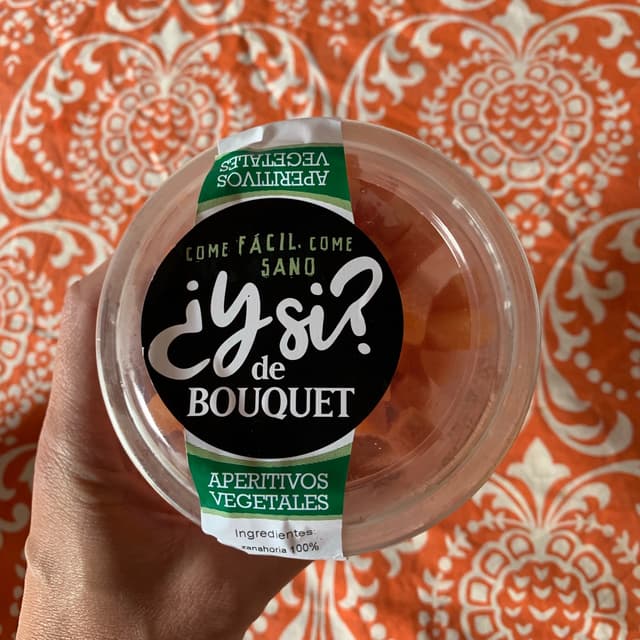 APERITIVOS
VEGETALES
COME FÁCIL. COME
SANO
¿Y si?
de
BOUQUET
APERITIVOS
VEGETALES
Ingredientes:
zanahoria 100%